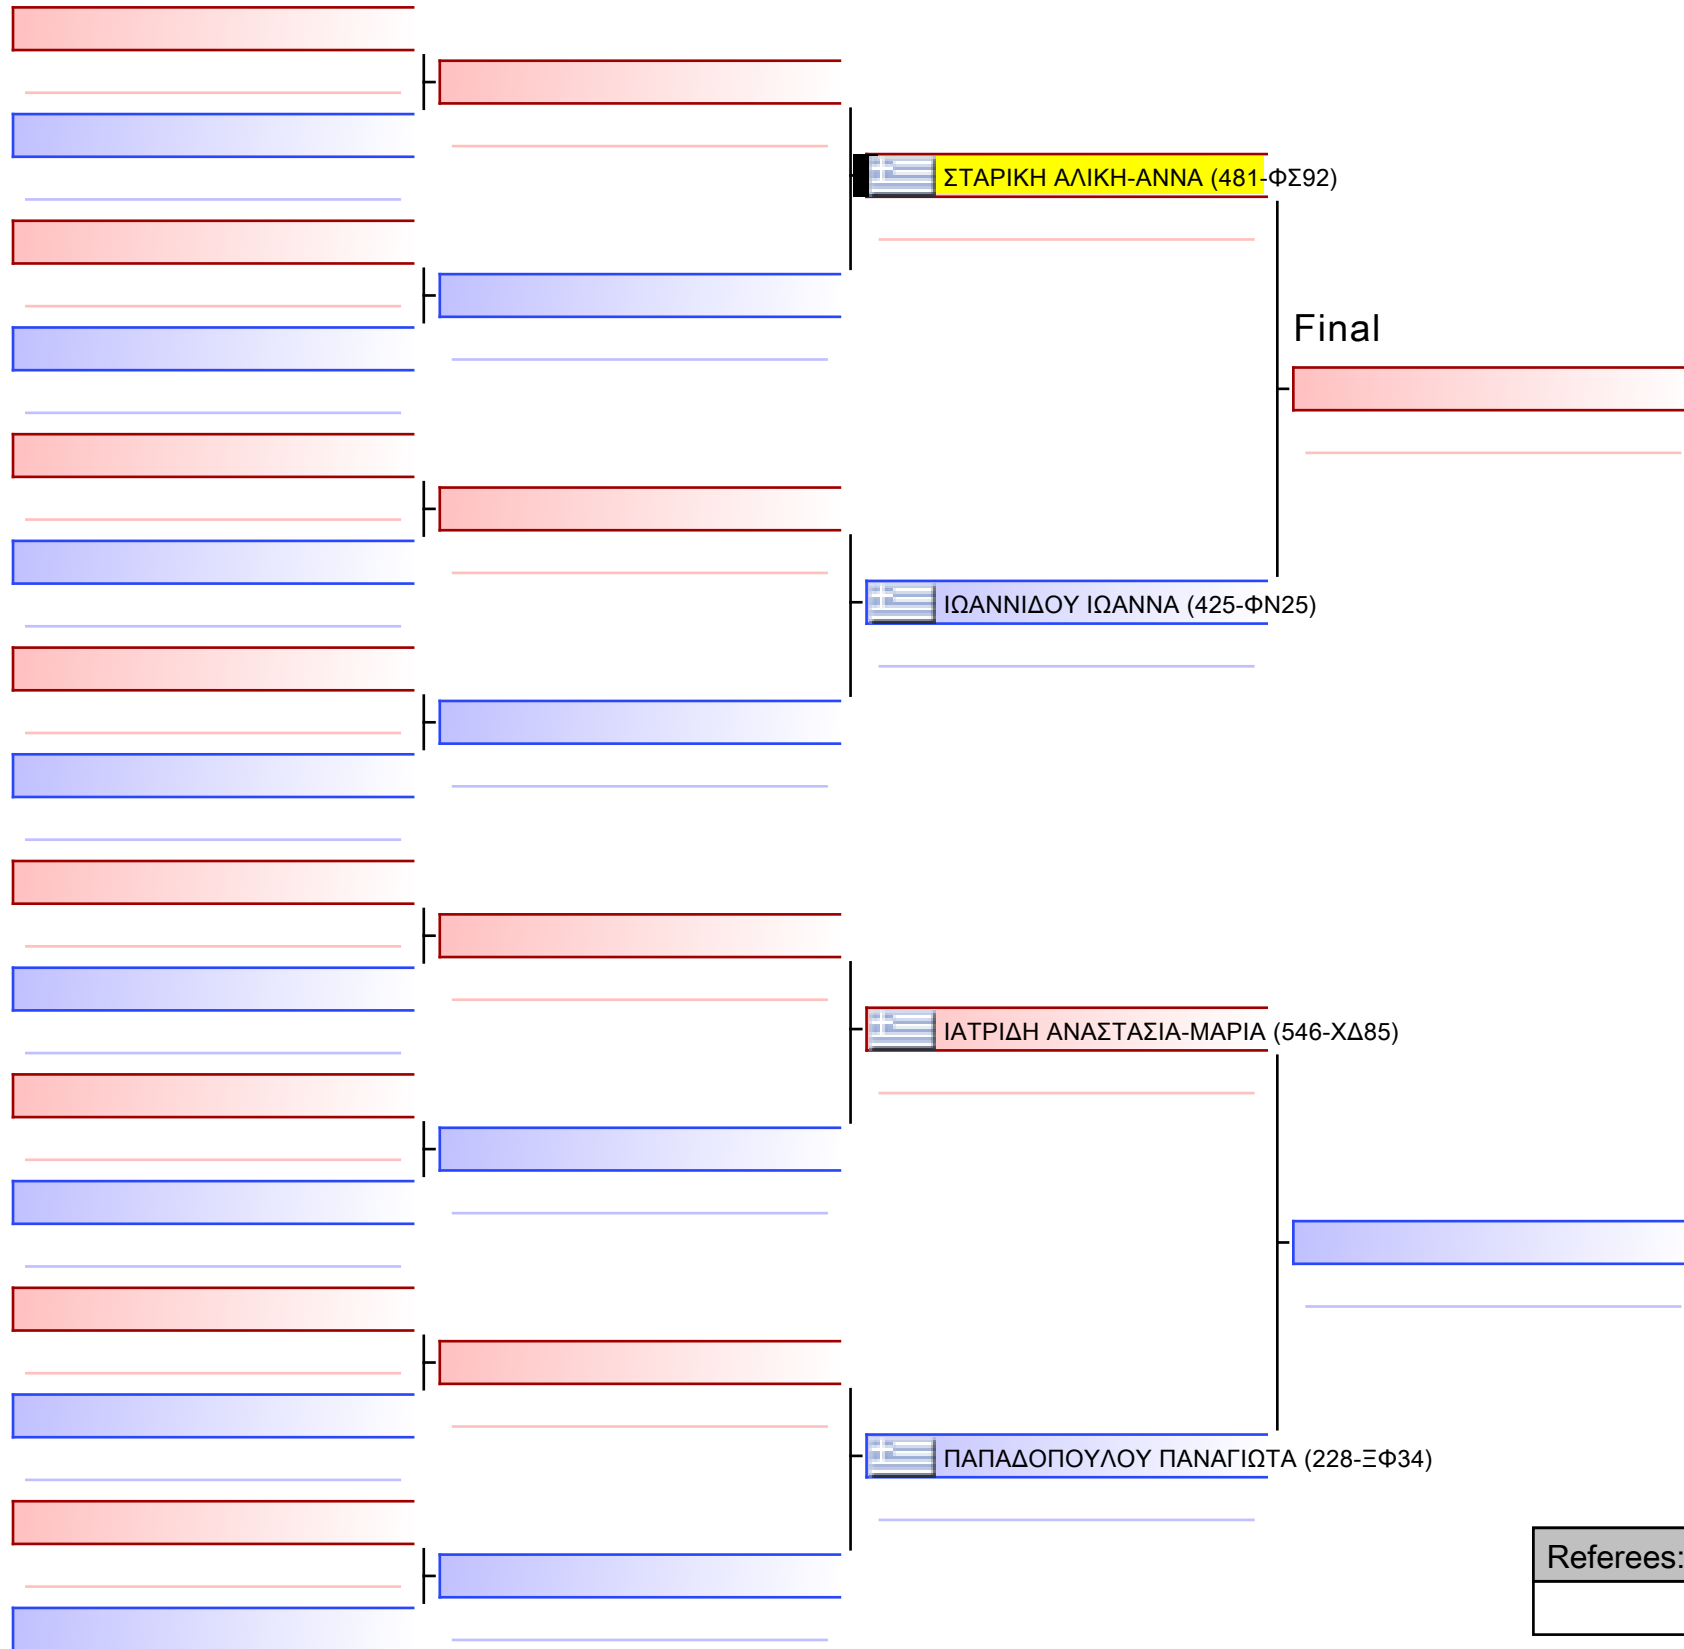 ΣΤΑΡΙΚΗ ΑΛΙΚΗ-ΑΝΝΑ (481-ΦΣ92)
Final
ΙΩΑΝΝΙΔΟΥ ΙΩΑΝΝΑ (425-ΦΝ25)
ΙΑΤΡΙΔΗ ΑΝΑΣΤΑΣΙΑ-ΜΑΡΙΑ (546-ΧΔ85)
ΠΑΠΑΔΟΠΟΥΛΟΥ ΠΑΝΑΓΙΩΤΑ (228-ΞΦ34)
Referees: